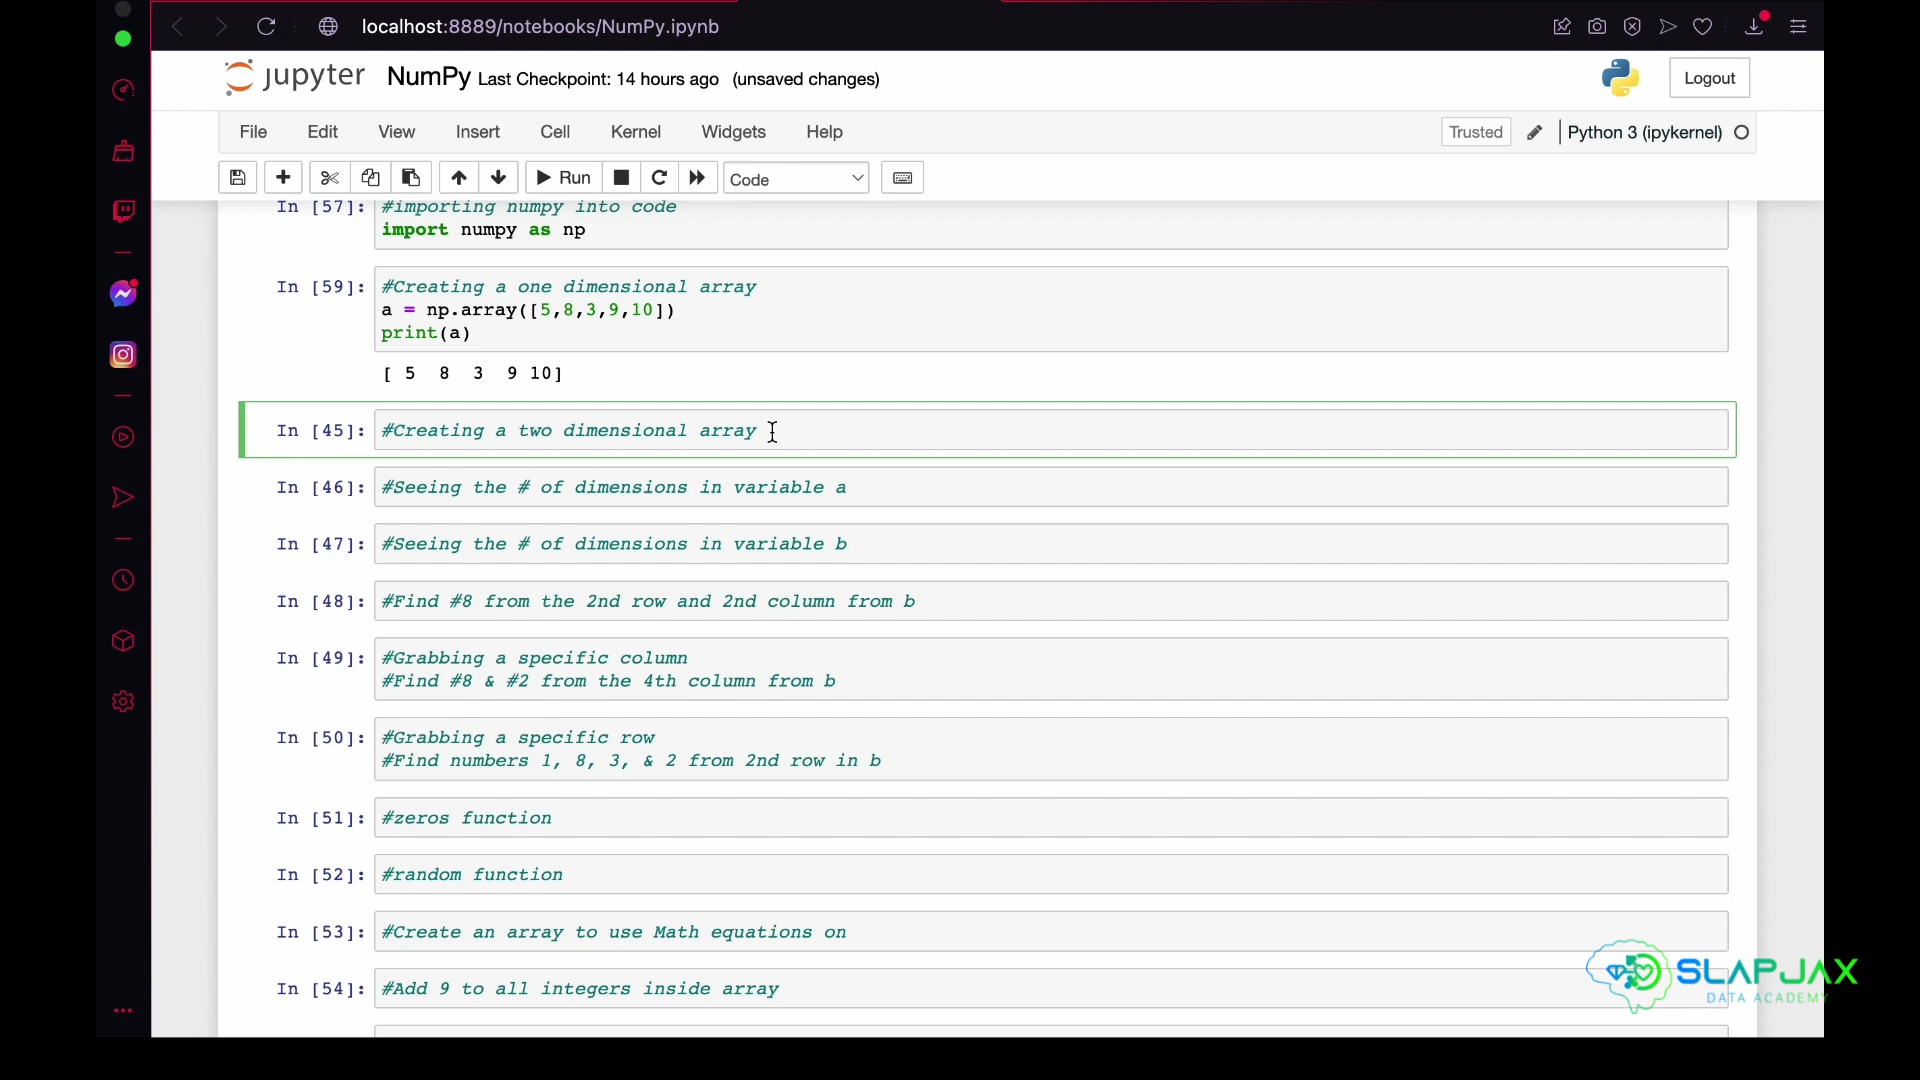 localhost:8889/notebooks/NumPy.ipynb
jupyter NumPy Last Checkpoint: 14 hours ago (unsaved changes)
Logout
File Edit View Insert Cell Kernel Widgets Help
Trusted Python 3 (ipykernel)
Run Code
In [57]: #importing numpy into code
import numpy as np
In [59]: #Creating a one dimensional array
a = np.array([5,8,3,9,10])
print(a)
[ 5 8 3 9 10]
In [45]: #Creating a two dimensional array
In [46]: #Seeing the # of dimensions in variable a
In [47]: #Seeing the # of dimensions in variable b
In [48]: #Find #8 from the 2nd row and 2nd column from b
In [49]: #Grabbing a specific column
#Find #8 & #2 from the 4th column from b
In [50]: #Grabbing a specific row
#Find numbers 1, 8, 3, & 2 from 2nd row in b
In [51]: #zeros function
In [52]: #random function
In [53]: #Create an array to use Math equations on
In [54]: #Add 9 to all integers inside array
SLAPJAX
DATA ACADEMY